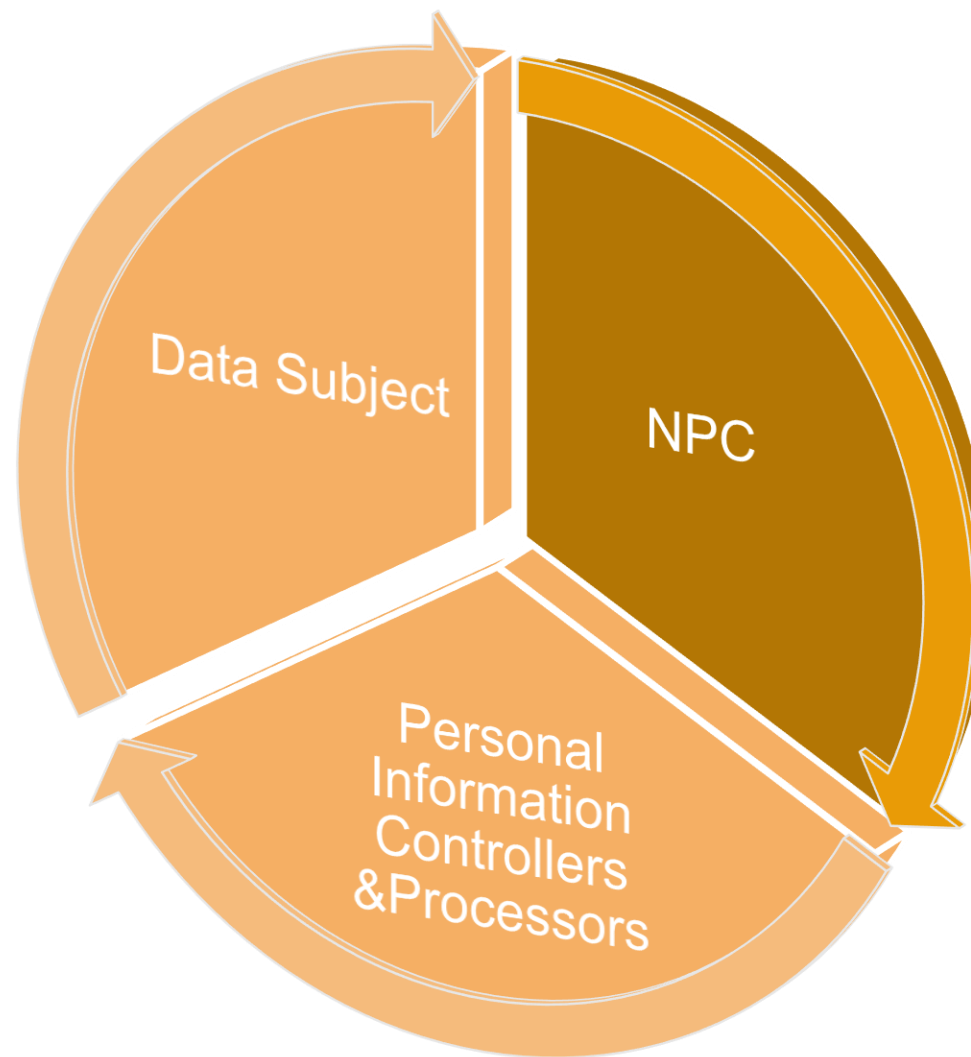 Data Subject
NPC
Personal
Information
Controllers
&Processors